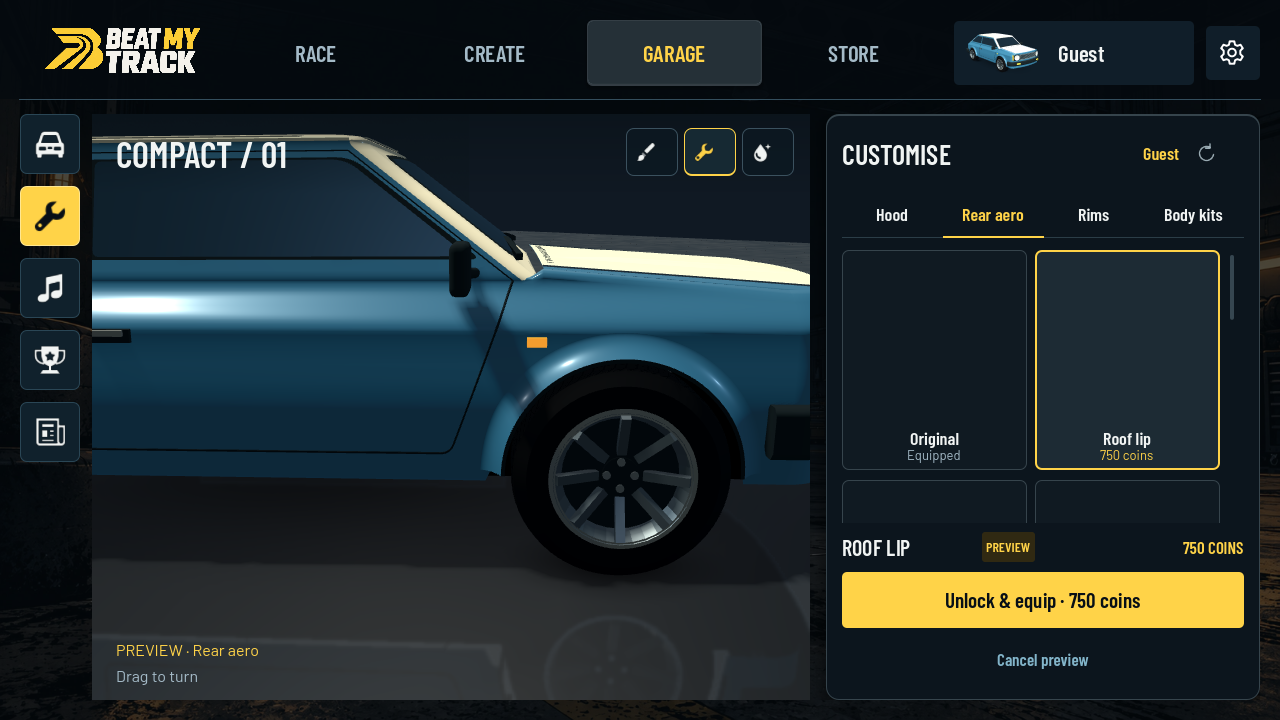 BEAT MY
TRACK
RACE
CREATE
GARAGE
STORE
Guest
COMPACT / 01
CUSTOMISE
Guest
Hood
Rear aero
Rims
Body kits
Original
Equipped
Roof lip
750 coins
ROOF LIP
PREVIEW
750 COINS
Unlock & equip · 750 coins
Cancel preview
PREVIEW · Rear aero
Drag to turn